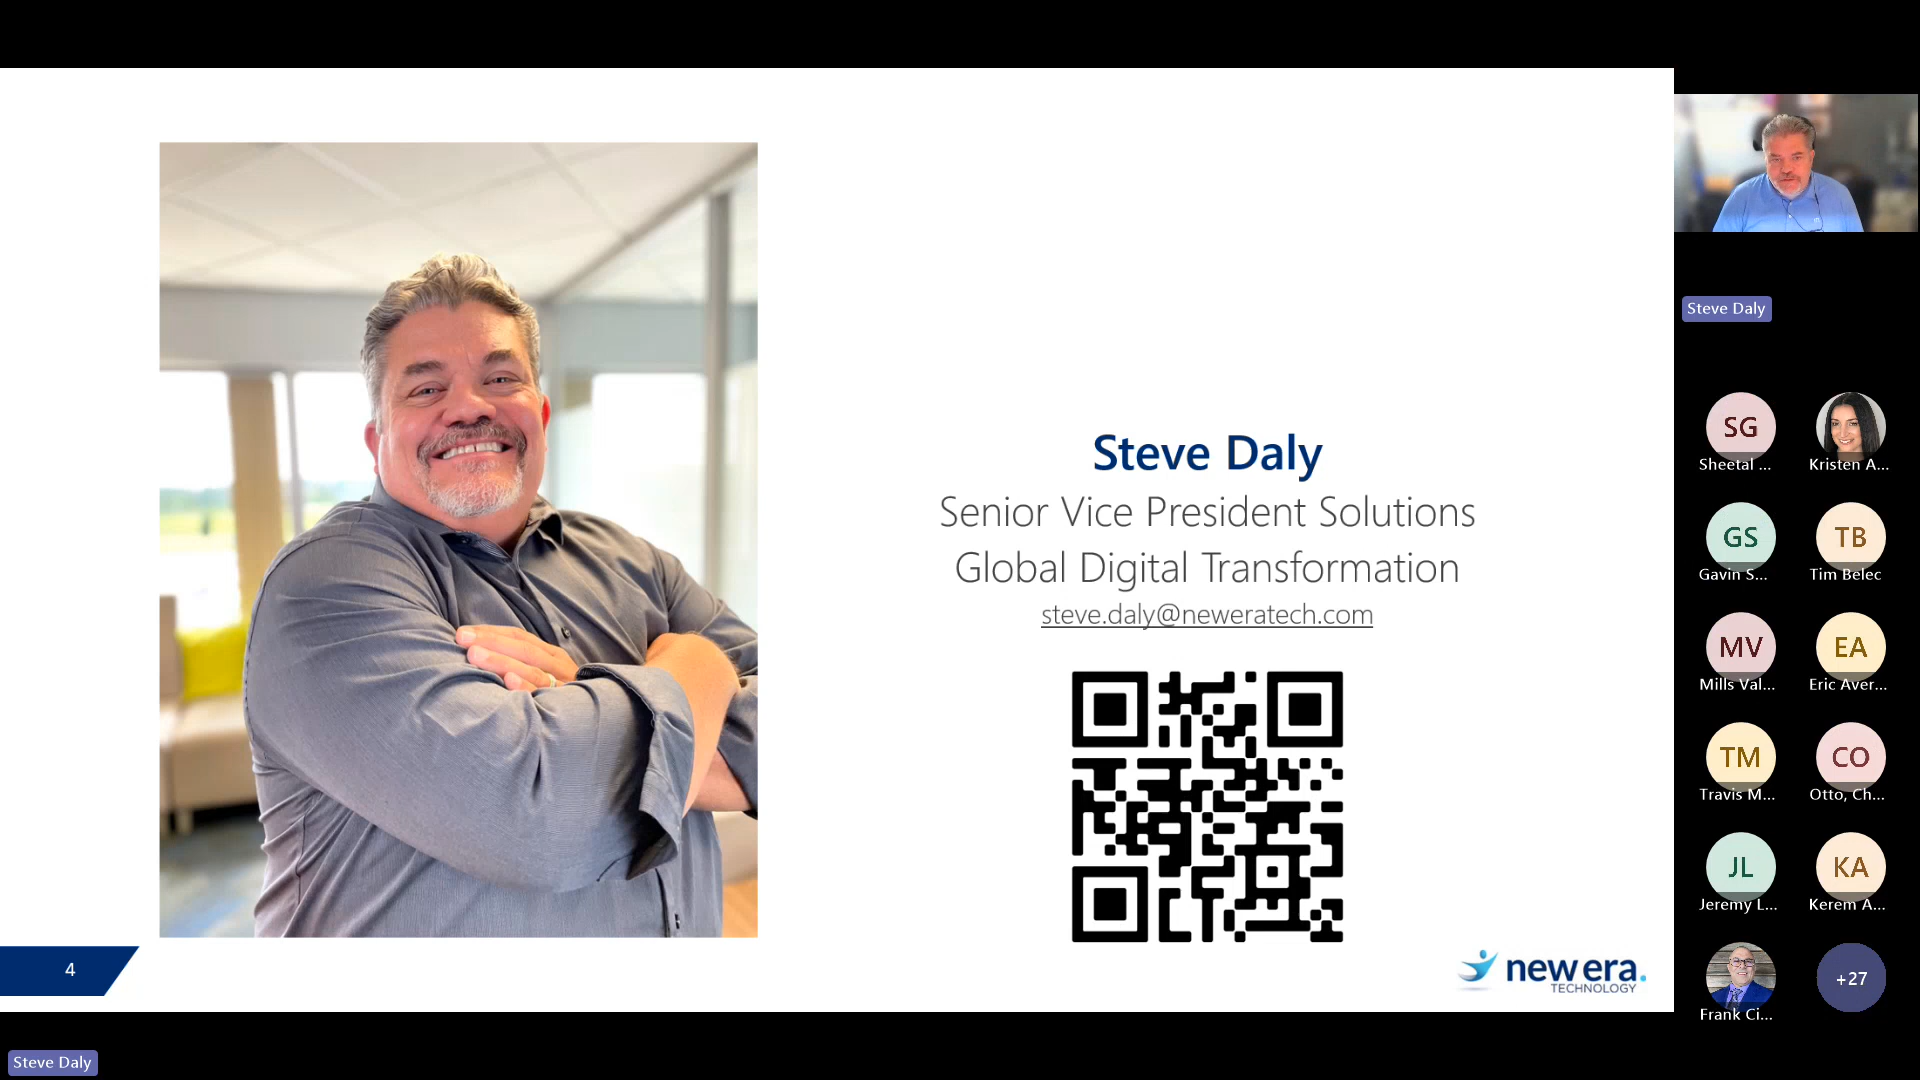 Steve Daly
Senior Vice President Solutions
Global Digital Transformation
steve.daly@neweratech.com
4
new era.
TECHNOLOGY
Steve Daly
SG
Sheetal ...
Kristen A...
GS
Gavin S...
TB
Tim Belec
MV
Mills Val...
EA
Eric Aver...
TM
Travis M...
CO
Otto, Ch...
JL
Jeremy L...
KA
Kerem A...
Frank Ci...
+27
Steve Daly